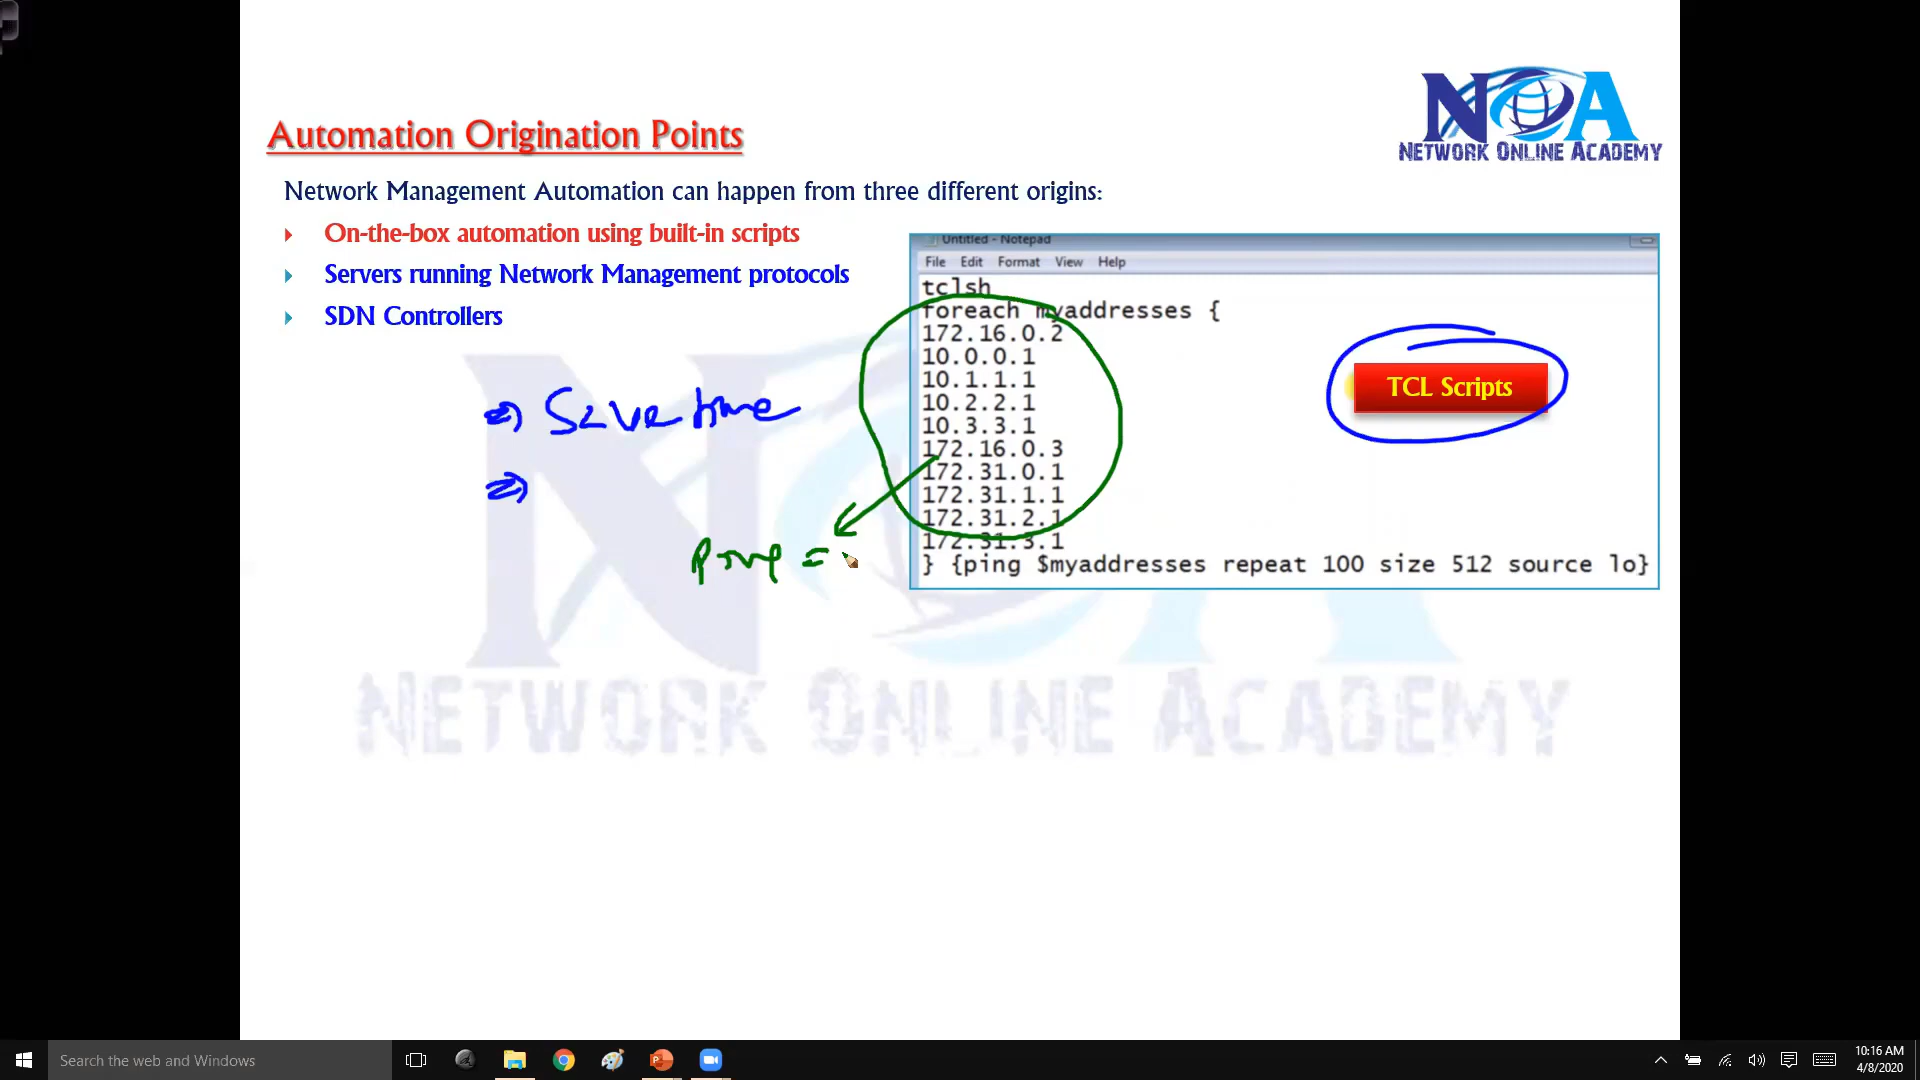 NOA
NETWORK ONLINE ACADEMY
Automation Origination Points
Network Management Automation can happen from three different origins:
On-the-box automation using built-in scripts
Servers running Network Management protocols
SDN Controllers
Untitled - Notepad
File Edit Format View Help
tclsh
foreach myaddresses {
172.16.0.2
10.0.0.1
10.1.1.1
10.2.2.1
10.3.3.1
172.16.0.3
172.31.0.1
172.31.1.1
172.31.2.1
172.31.3.1
} {ping $myaddresses repeat 100 size 512 source lo}
TCL Scripts
=) Save time
=)
Ping =
NETWORK ONLINE ACADEMY
Search the web and Windows
10:16 AM
4/8/2020